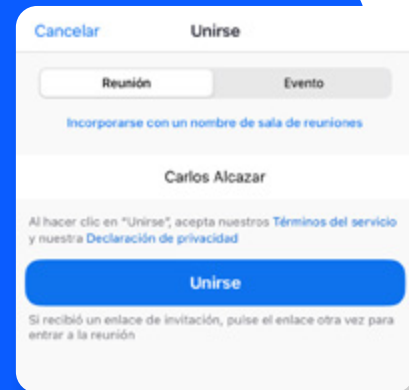 Cancelar Unirse
Reunión Evento
Incorporarse con un nombre de sala de reuniones
Carlos Alcazar
Al hacer clic en "Unirse", acepta nuestros Términos del servicio
y nuestra Declaración de privacidad
Unirse
Si recibió un enlace de invitación, pulse el enlace otra vez para
entrar a la reunión